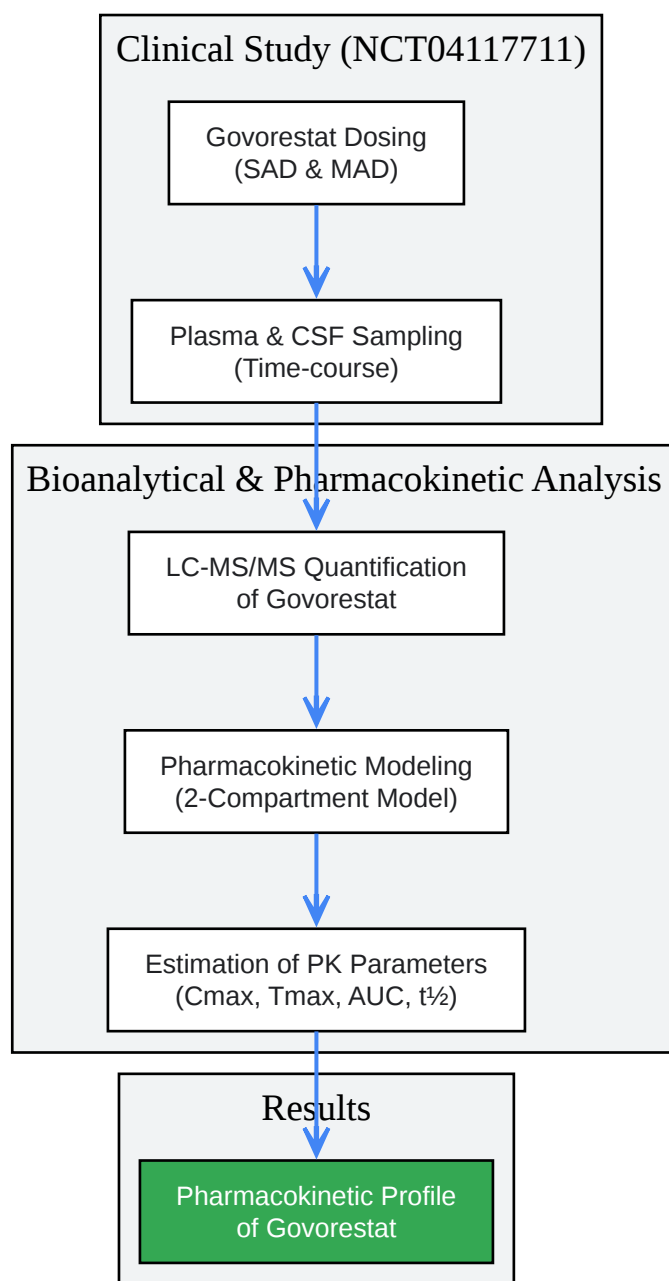 Clinical Study (NCT04117711)
Govorestat Dosing
(SAD & MAD)
Plasma & CSF Sampling
(Time-course)
Bioanalytical & Pharmacokinetic Analysis
LC-MS/MS Quantification
of Govorestat
Pharmacokinetic Modeling
(2-Compartment Model)
Estimation of PK Parameters
(Cmax, Tmax, AUC, t½)
Results
Pharmacokinetic Profile
of Govorestat